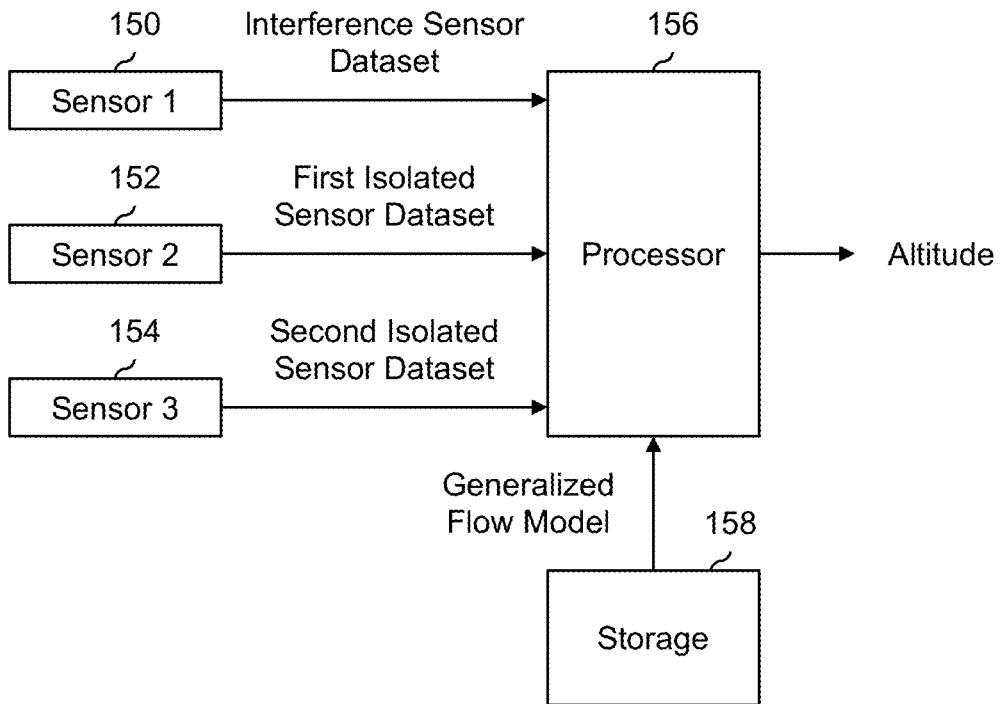 150
Interference Sensor
Dataset
156
Sensor 1
152
First Isolated
Sensor Dataset
Sensor 2
Processor
Altitude
154
Second Isolated
Sensor Dataset
Sensor 3
Generalized
Flow Model
158
Storage